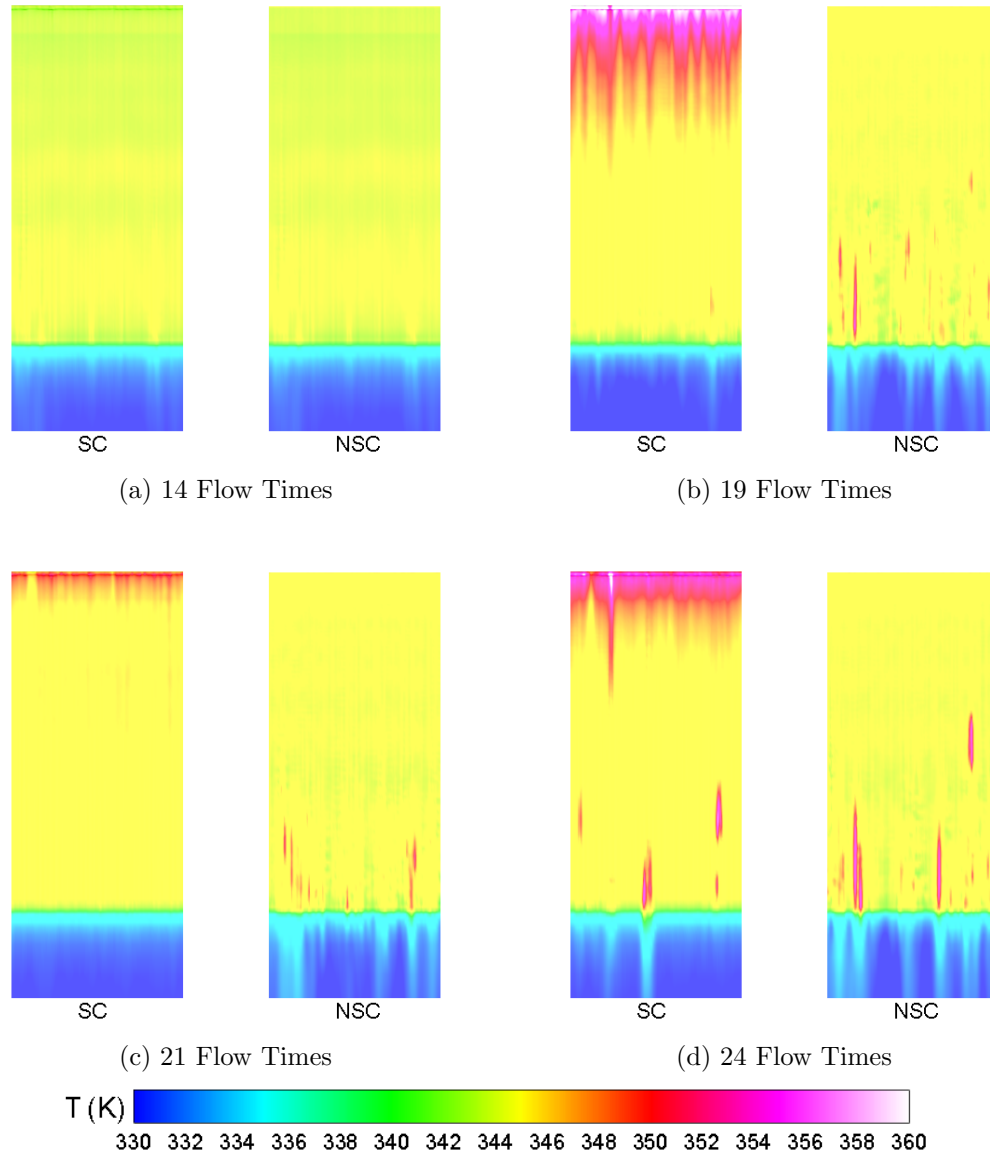 SC NSC SC NSC
(a) 14 Flow Times (b) 19 Flow Times
SC NSC SC NSC
(c) 21 Flow Times (d) 24 Flow Times
T (K)
330 332 334 336 338 340 342 344 346 348 350 352 354 356 358 360